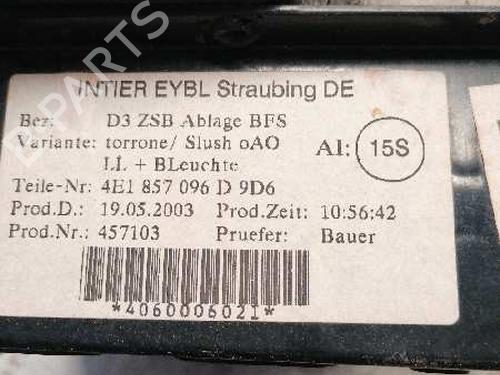 INTIER EYBL Straubing DE
Bez: D3 ZSB Ablage BFS
Variante: torrone/ Slush oAO
LL + BLeuchte
AI: 15S
Teile-Nr: 4E1 857 096 D 9D6
Prod.D.: 19.05.2003 Prod.Zeit: 10:56:42
Prod.Nr.: 457103 Pruefer: Bauer
*4060006021*
B-PARTS